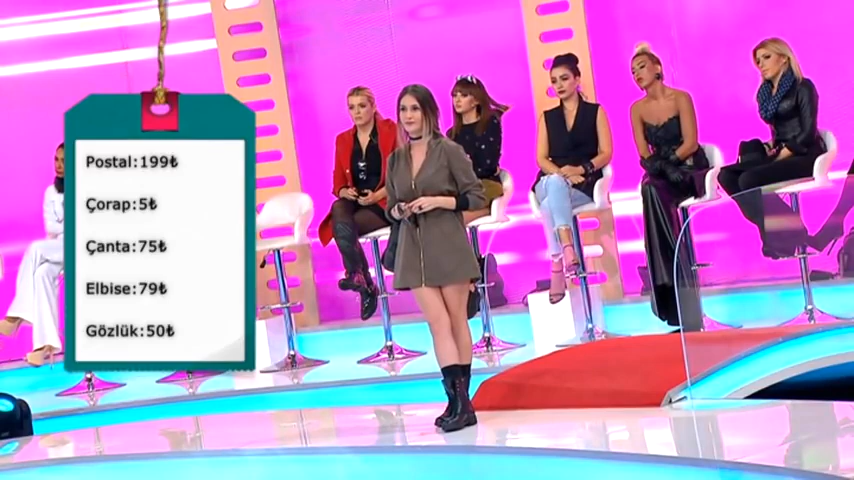 Postal:199₺
Çorap:5₺
Çanta:75₺
Elbise:79₺
Gözlük:50₺